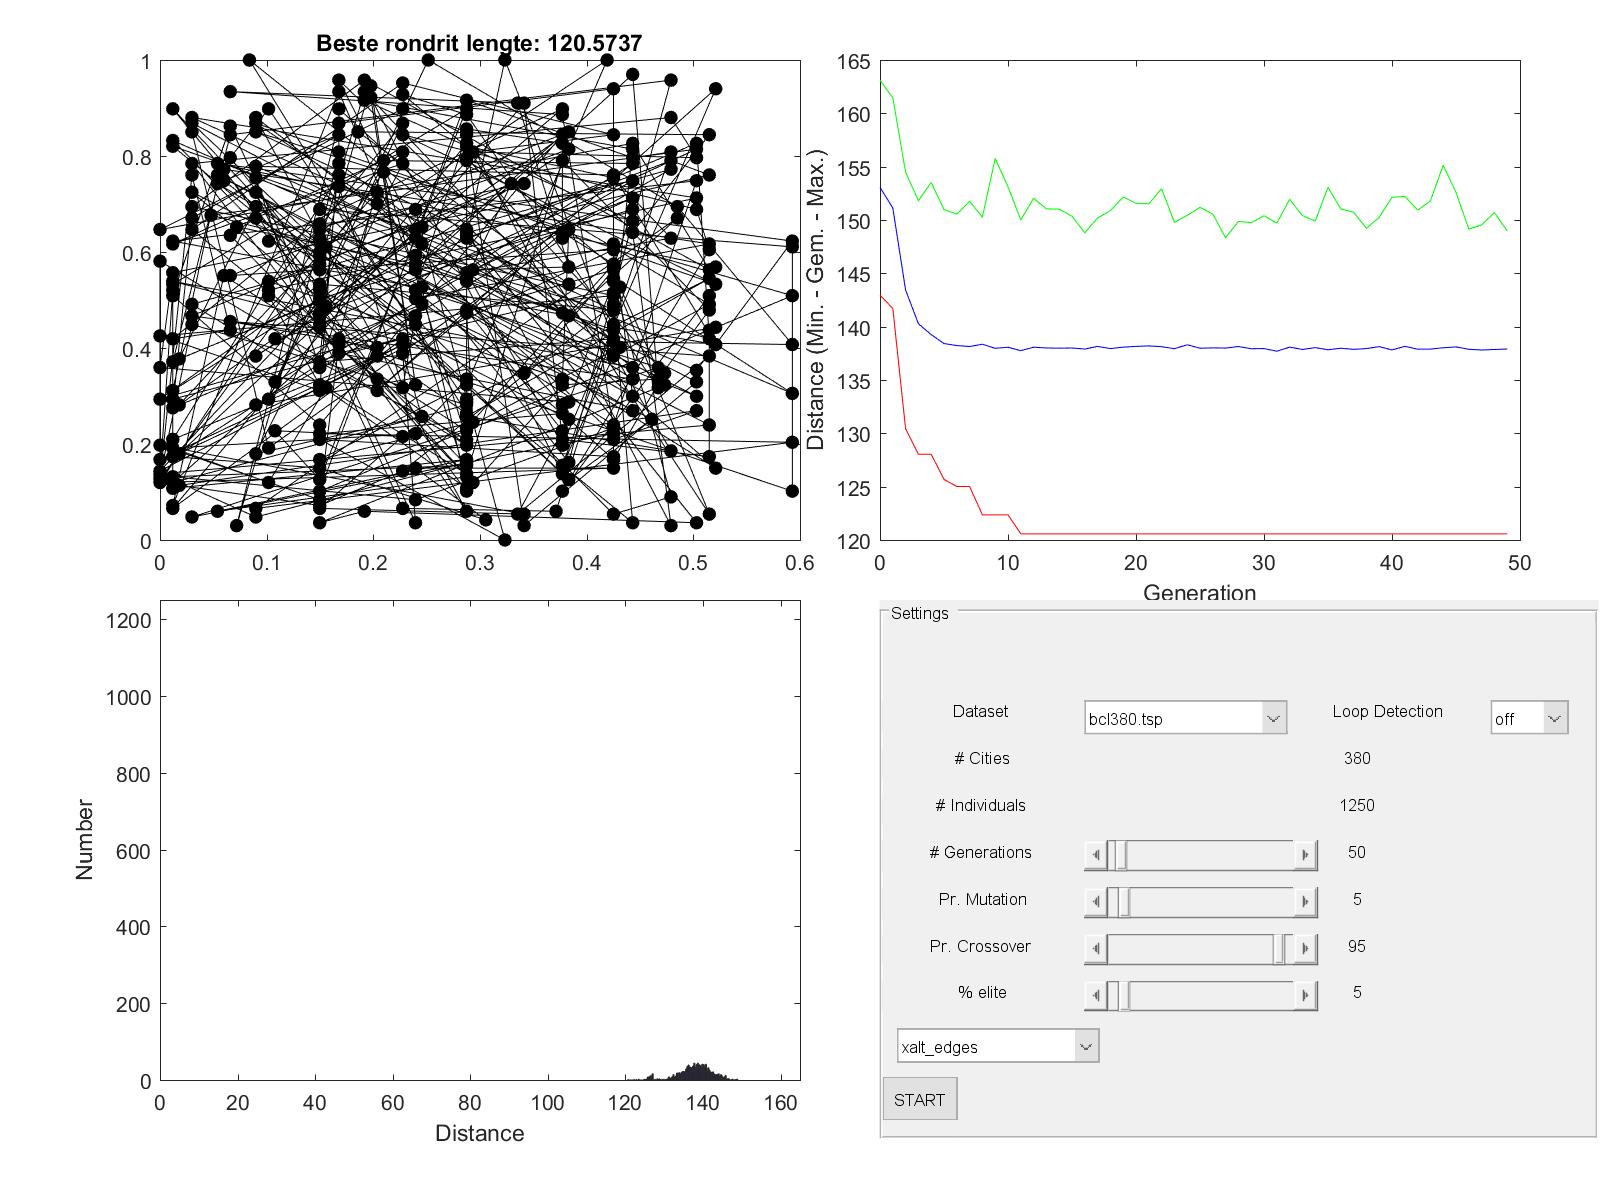 Beste rondrit lengte: 120.5737
1
0.8
0.6
0.4
0.2
0
0 0.1 0.2 0.3 0.4 0.5 0.6
165
160
155
150
145
140
135
130
125
120
Distance (Min. - Gem. - Max.)
0 10 20 30 40 50
Generation
1200
1000
800
600
400
200
0
Number
0 20 40 60 80 100 120 140 160
Distance
Settings
Dataset bcl380.tsp Loop Detection off
# Cities 380
# Individuals 1250
# Generations 50
Pr. Mutation 5
Pr. Crossover 95
% elite 5
xalt_edges
START